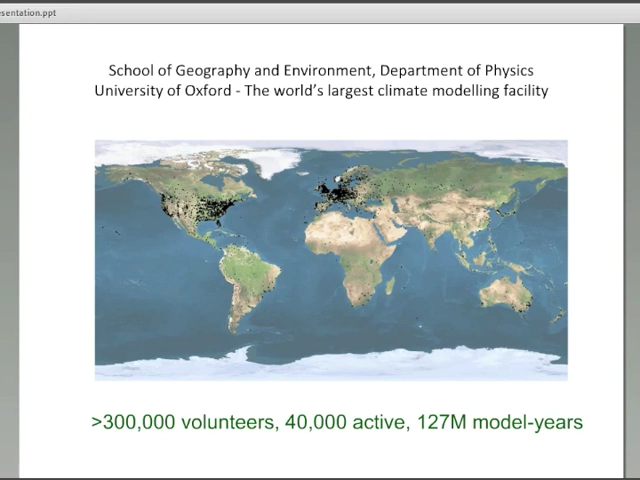 esentation.ppt
School of Geography and Environment, Department of Physics
University of Oxford - The world’s largest climate modelling facility
>300,000 volunteers, 40,000 active, 127M model-years